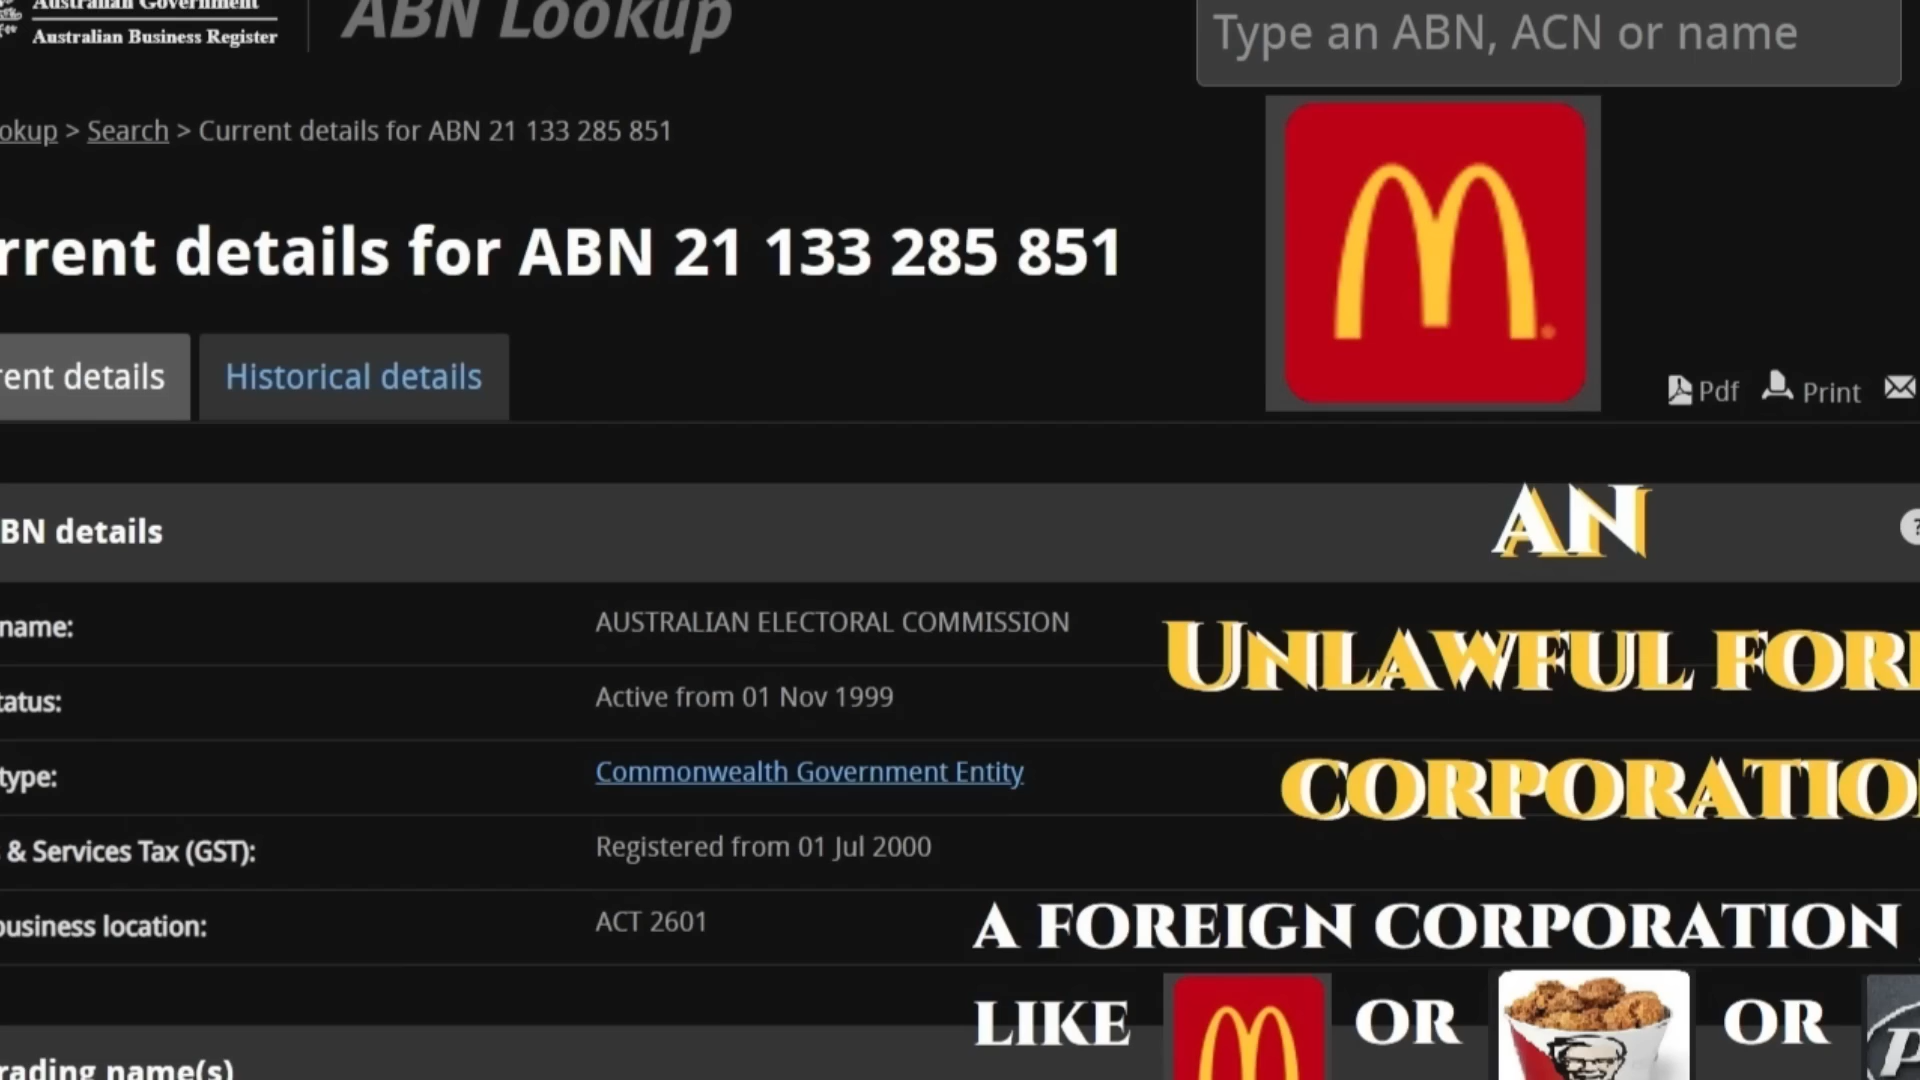 Australian Government
Australian Business Register
ABN Lookup
Type an ABN, ACN or name
okup > Search > Current details for ABN 21 133 285 851
rrent details for ABN 21 133 285 851
rent details
Historical details
Pdf
Print
BN details
AN
name:
AUSTRALIAN ELECTORAL COMMISSION
UNLAWFUL FOR
tatus:
Active from 01 Nov 1999
type:
Commonwealth Government Entity
CORPORATIO
& Services Tax (GST):
Registered from 01 Jul 2000
business location:
ACT 2601
A FOREIGN CORPORATION
LIKE OR OR
rading name(s)